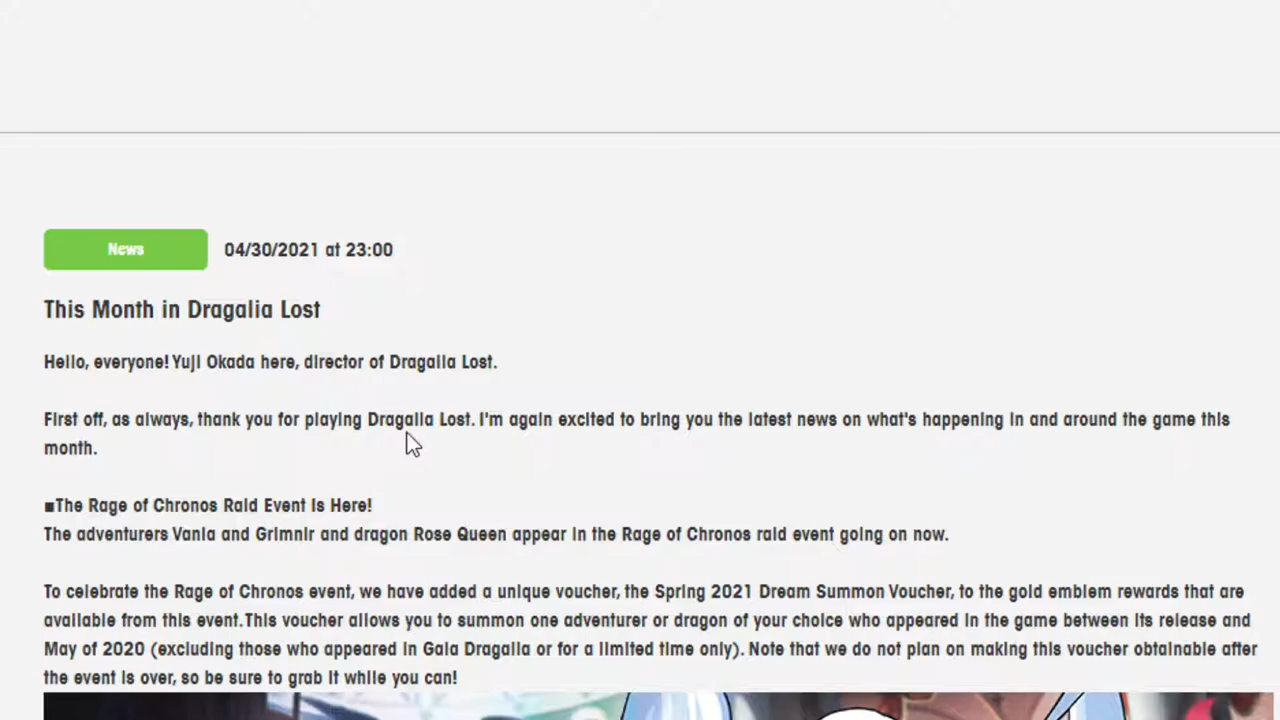 News
04/30/2021 at 23:00
This Month in Dragalia Lost
Hello, everyone! Yuji Okada here, director of Dragalia Lost.
First off, as always, thank you for playing Dragalia Lost. I'm again excited to bring you the latest news on what's happening in and around the game this
month.
■The Rage of Chronos Raid Event Is Here!
The adventurers Vania and Grimnir and dragon Rose Queen appear in the Rage of Chronos raid event going on now.
To celebrate the Rage of Chronos event, we have added a unique voucher, the Spring 2021 Dream Summon Voucher, to the gold emblem rewards that are
available from this event. This voucher allows you to summon one adventurer or dragon of your choice who appeared in the game between its release and
May of 2020 (excluding those who appeared in Gala Dragalia or for a limited time only). Note that we do not plan on making this voucher obtainable after
the event is over, so be sure to grab it while you can!